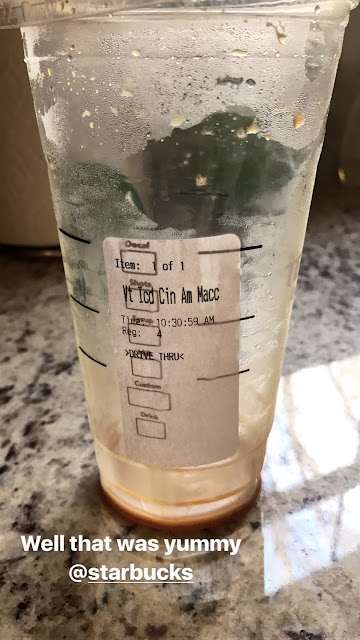 Decaf
Item: 1 of 1
Shots
Vt Icd Cin Am Macc
Syrup
Time: 10:30:59 AM
Reg: 4
>DRIVE THRU<
Custom
Drink
Well that was yummy
@starbucks